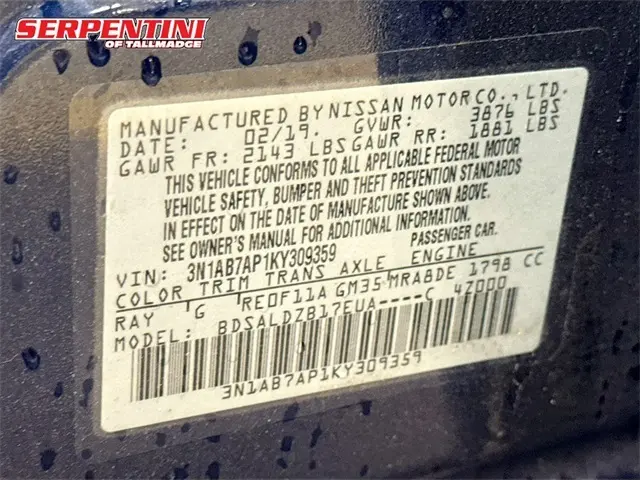 SERPENTINI
OF TALLMADGE
MANUFACTURED BY NISSAN MOTOR CO., LTD.
DATE: 02/19. GVWR: 3876 LBS
GAWR FR: 2143 LBS GAWR RR: 1881 LBS
THIS VEHICLE CONFORMS TO ALL APPLICABLE FEDERAL MOTOR
VEHICLE SAFETY, BUMPER AND THEFT PREVENTION STANDARDS
IN EFFECT ON THE DATE OF MANUFACTURE SHOWN ABOVE.
SEE OWNER'S MANUAL FOR ADDITIONAL INFORMATION.
VIN: 3N1AB7AP1KY309359 PASSENGER CAR.
COLOR TRIM TRANS AXLE ENGINE
RAY G RE0F11A GM35 MRA8DE 1798 CC
MODEL: BDSALDZB17EUA----C 4Z000
3N1AB7AP1KY309359